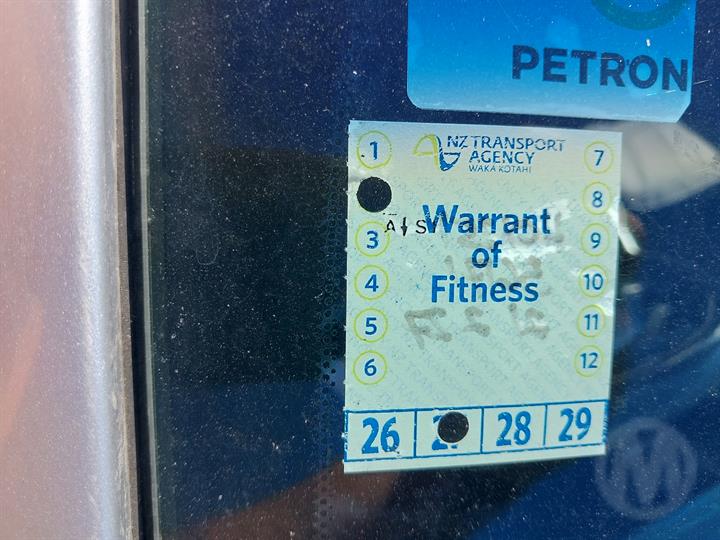 PETRON
NZ TRANSPORT
AGENCY
WAKA KOTAHI
1
3
4
5
6
7
8
9
10
11
12
A S
Warrant
of
Fitness
26 28 29